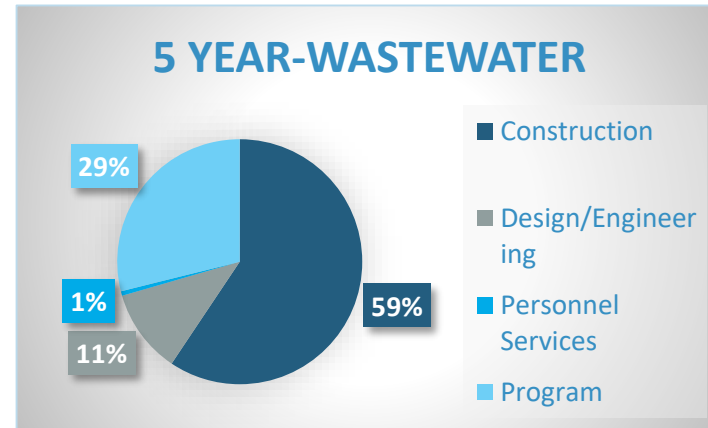 5 YEAR-WASTEWATER
29%
1%
11%
59%
Construction
Design/Engineer
ing
Personnel
Services
Program